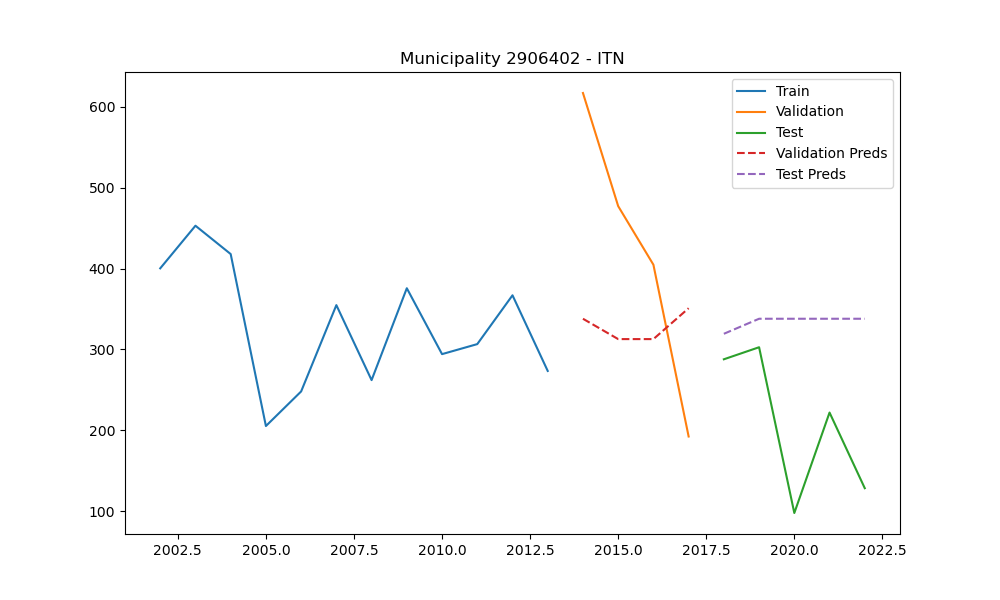 Municipality 2906402 - ITN
600
500
400
300
200
100
2002.5 2005.0 2007.5 2010.0 2012.5 2015.0 2017.5 2020.0 2022.5
Train
Validation
Test
Validation Preds
Test Preds